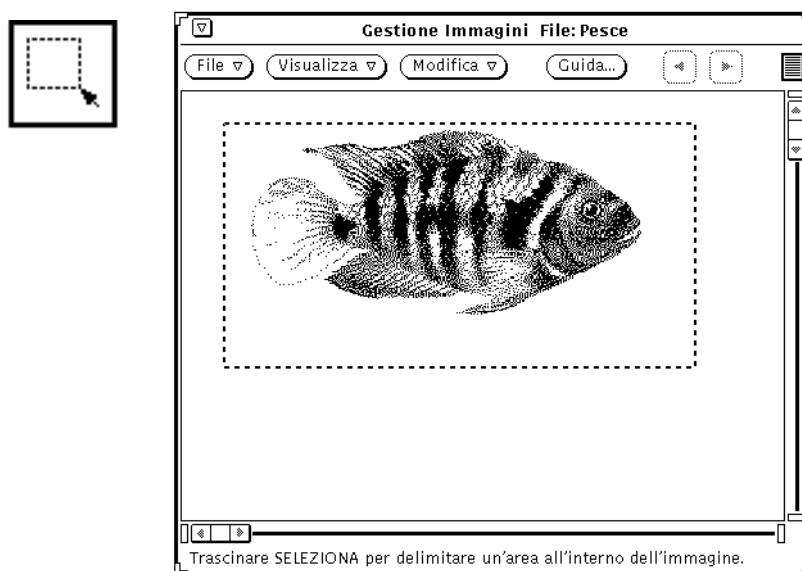 Gestione Immagini File: Pesce
File Visualizza Modifica Guida...
Trascinare SELEZIONA per delimitare un'area all'interno dell'immagine.